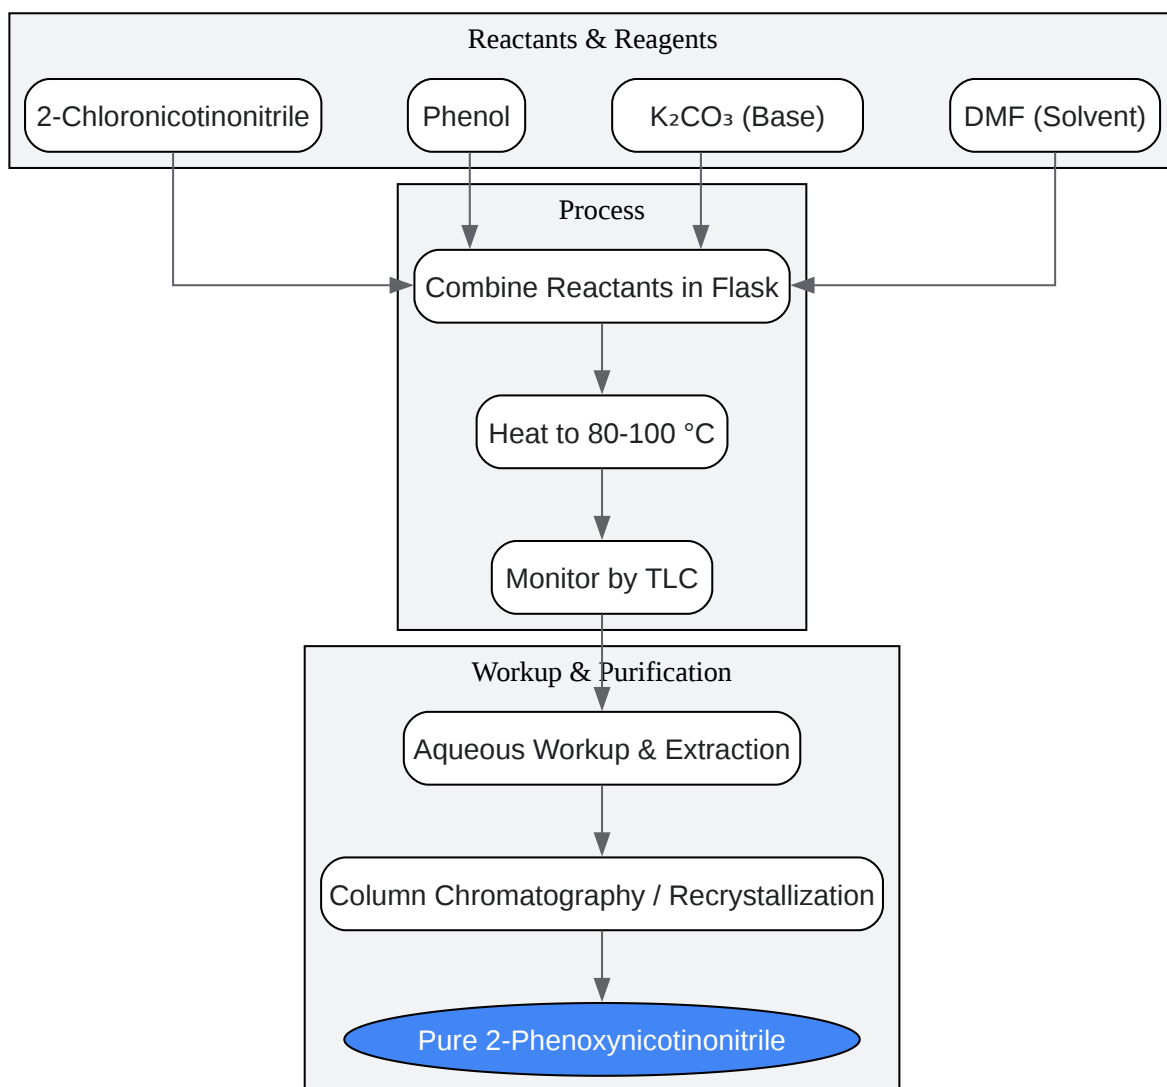 Reactants & Reagents
2-Chloronicotinonitrile
Phenol
K₂CO₃ (Base)
DMF (Solvent)
Process
Combine Reactants in Flask
Heat to 80-100 °C
Monitor by TLC
Workup & Purification
Aqueous Workup & Extraction
Column Chromatography / Recrystallization
Pure 2-Phenoxynicotinonitrile